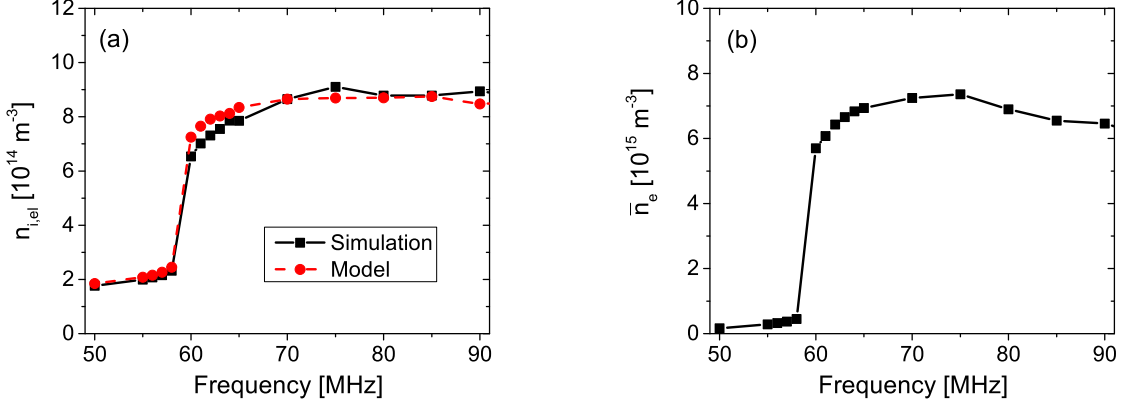 (a)
12
10
8
6
4
2
0
n_i,el [10^14 m^-3]
Simulation
Model
50 60 70 80 90
Frequency [MHz]
(b)
10
8
6
4
2
0
n̅_e [10^15 m^-3]
50 60 70 80 90
Frequency [MHz]